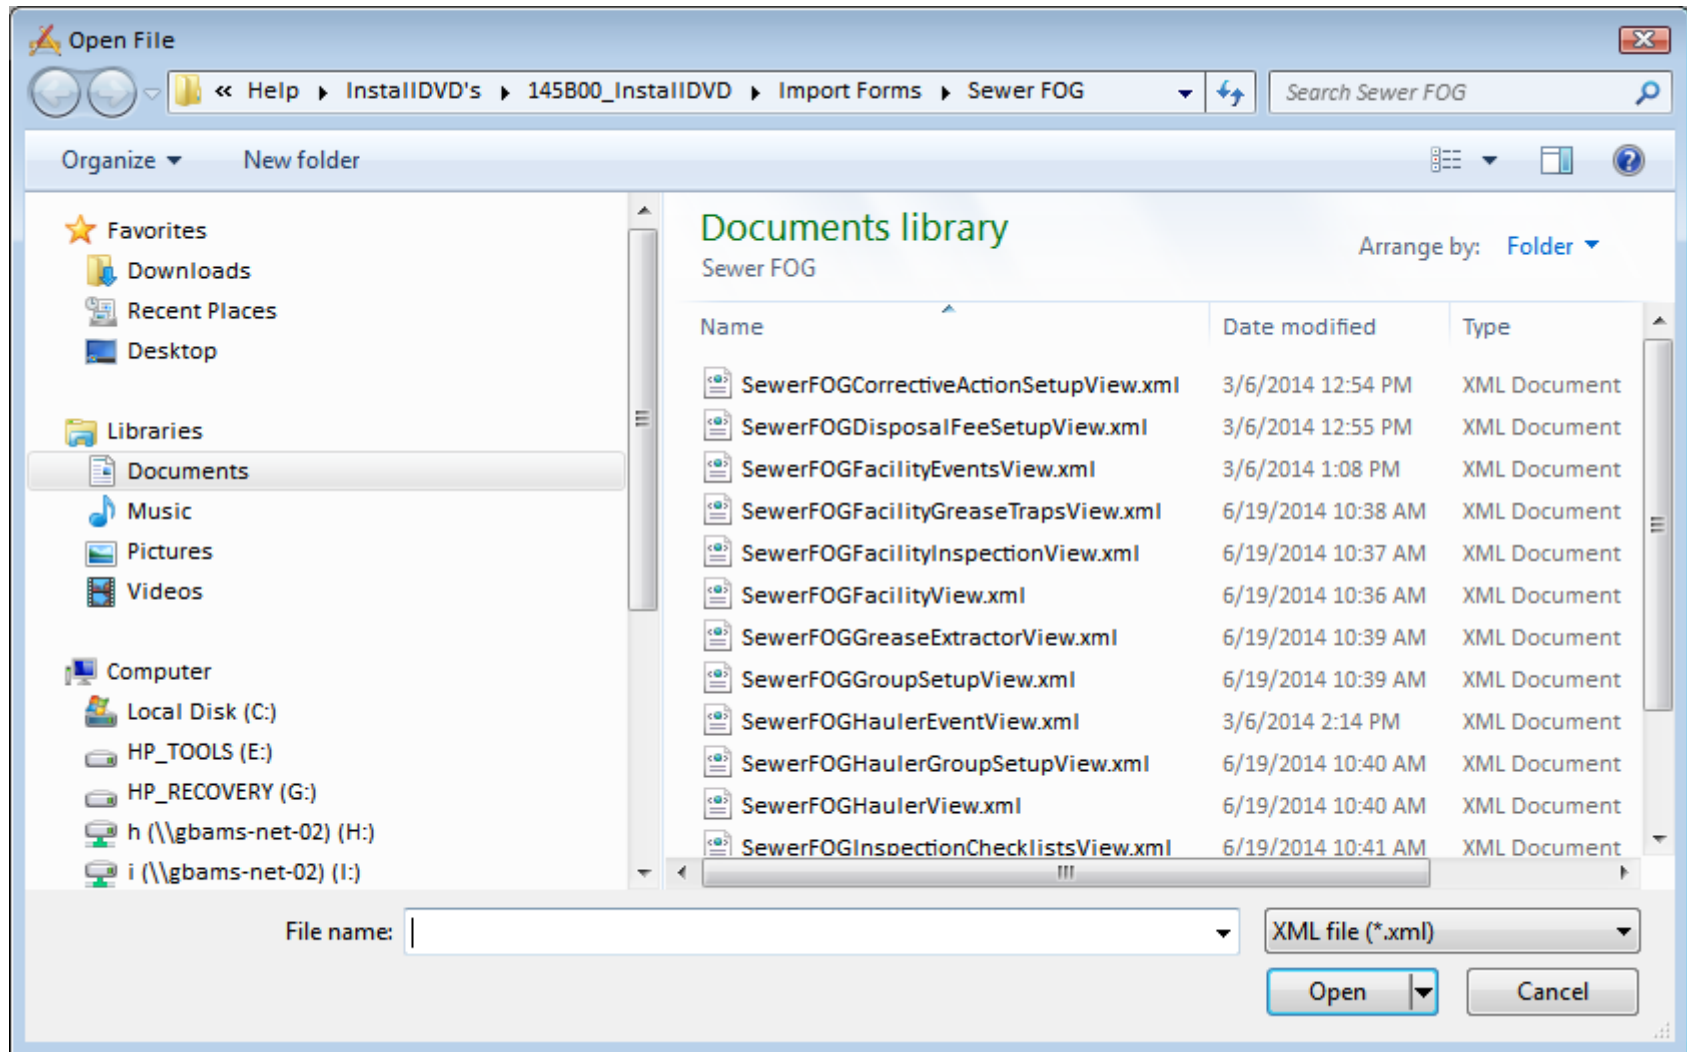 Open File
« Help ▸ InstallDVD's ▸ 145B00_InstallDVD ▸ Import Forms ▸ Sewer FOG
Search Sewer FOG
Organize
New folder
Favorites
Downloads
Recent Places
Desktop
Libraries
Documents
Music
Pictures
Videos
Computer
Local Disk (C:)
HP_TOOLS (E:)
HP_RECOVERY (G:)
h (\\gbams-net-02) (H:)
i (\\gbams-net-02) (I:)
Documents library
Sewer FOG
Arrange by: Folder
Name Date modified Type
SewerFOGCorrectiveActionSetupView.xml 3/6/2014 12:54 PM XML Document
SewerFOGDisposalFeeSetupView.xml 3/6/2014 12:55 PM XML Document
SewerFOGFacilityEventsView.xml 3/6/2014 1:08 PM XML Document
SewerFOGFacilityGreaseTrapsView.xml 6/19/2014 10:38 AM XML Document
SewerFOGFacilityInspectionView.xml 6/19/2014 10:37 AM XML Document
SewerFOGFacilityView.xml 6/19/2014 10:36 AM XML Document
SewerFOGGreaseExtractorView.xml 6/19/2014 10:39 AM XML Document
SewerFOGGroupSetupView.xml 6/19/2014 10:39 AM XML Document
SewerFOGHaulerEventView.xml 3/6/2014 2:14 PM XML Document
SewerFOGHaulerGroupSetupView.xml 6/19/2014 10:40 AM XML Document
SewerFOGHaulerView.xml 6/19/2014 10:40 AM XML Document
SewerFOGInspectionChecklistsView.xml 6/19/2014 10:41 AM XML Document
File name:
XML file (*.xml)
Open
Cancel